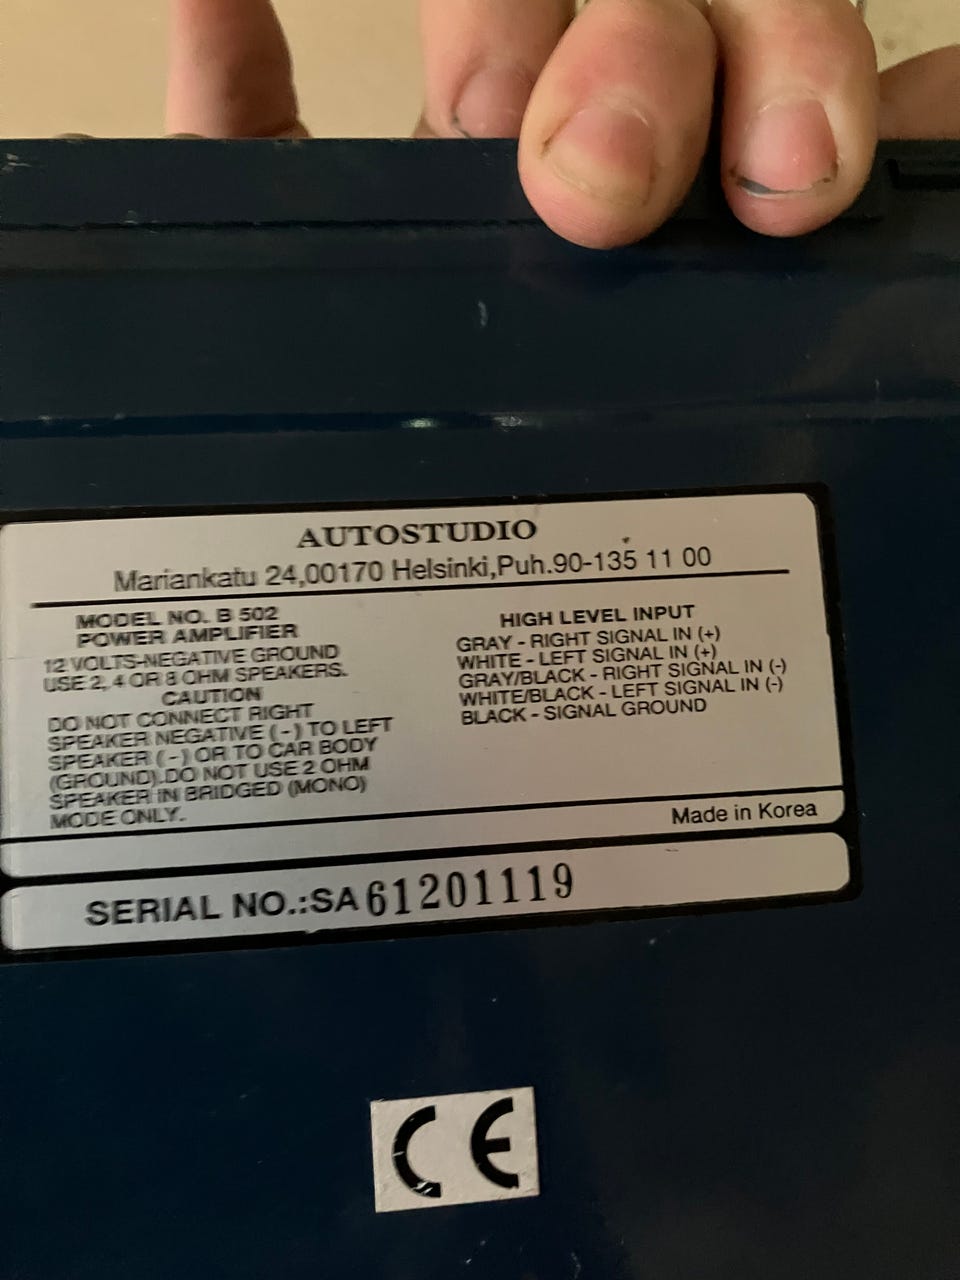 AUTOSTUDIO
Mariankatu 24,00170 Helsinki,Puh.90-135 11 00
MODEL NO. B 502
POWER AMPLIFIER
12 VOLTS-NEGATIVE GROUND
USE 2, 4 OR 8 OHM SPEAKERS.
CAUTION
DO NOT CONNECT RIGHT
SPEAKER NEGATIVE (-) TO LEFT
SPEAKER (-) OR TO CAR BODY
(GROUND).DO NOT USE 2 OHM
SPEAKER IN BRIDGED (MONO)
MODE ONLY.
HIGH LEVEL INPUT
GRAY - RIGHT SIGNAL IN (+)
WHITE - LEFT SIGNAL IN (+)
GRAY/BLACK - RIGHT SIGNAL IN (-)
WHITE/BLACK - LEFT SIGNAL IN (-)
BLACK - SIGNAL GROUND
Made in Korea
SERIAL NO.:SA61201119
CE